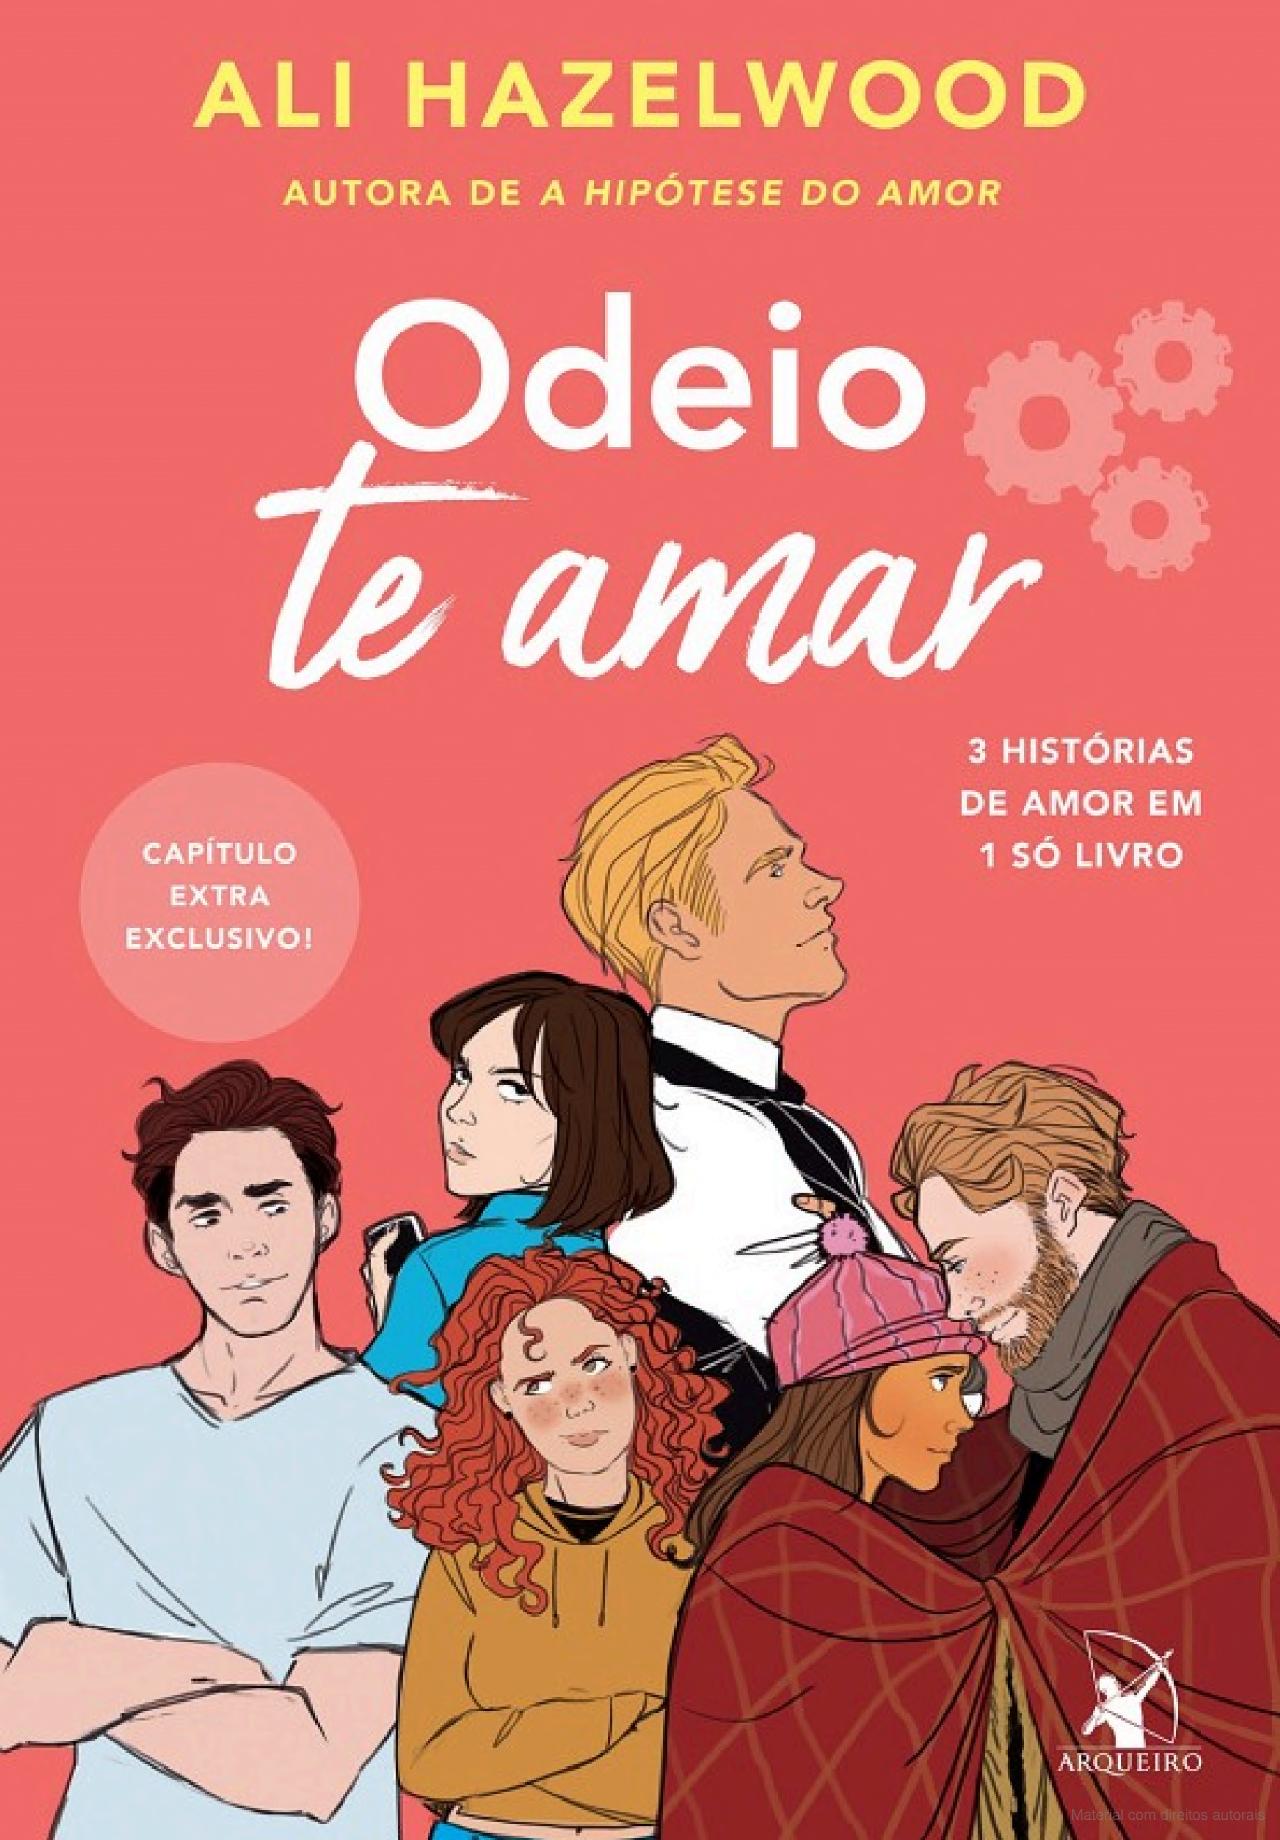 ALI HAZELWOOD
AUTORA DE A HIPÓTESE DO AMOR
Odeio
te amar
3 HISTÓRIAS
DE AMOR EM
1 SÓ LIVRO
CAPÍTULO
EXTRA
EXCLUSIVO!
ARQUEIRO
Material com direitos autorais